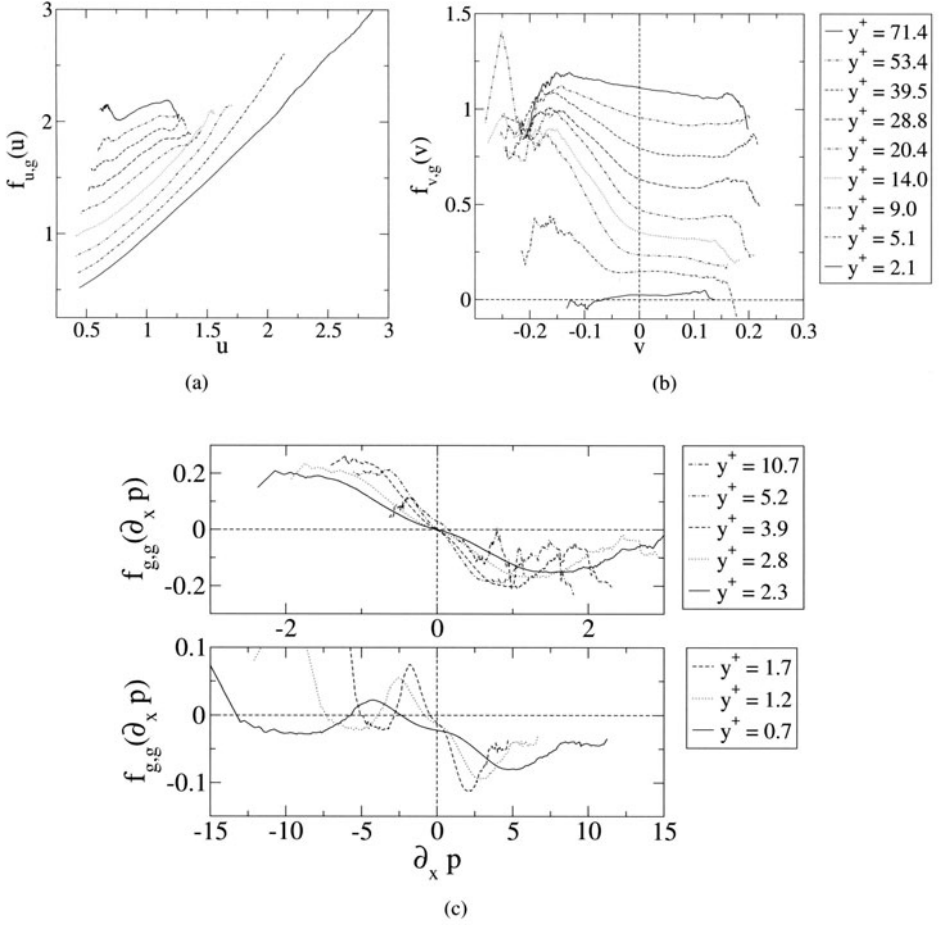 3
2
1
f_{u,g}(u)
0.5 1 1.5 2 2.5 3
u
(a)
1.5
1
0.5
0
f_{v,g}(v)
-0.2 -0.1 0 0.1 0.2 0.3
v
(b)
y^+ = 71.4
y^+ = 53.4
y^+ = 39.5
y^+ = 28.8
y^+ = 20.4
y^+ = 14.0
y^+ = 9.0
y^+ = 5.1
y^+ = 2.1
0.2
0
-0.2
f_{g,g}(∂_x p)
-2 0 2
y^+ = 10.7
y^+ = 5.2
y^+ = 3.9
y^+ = 2.8
y^+ = 2.3
0.1
0
-0.1
f_{g,g}(∂_x p)
-15 -10 -5 0 5 10 15
∂_x p
y^+ = 1.7
y^+ = 1.2
y^+ = 0.7
(c)